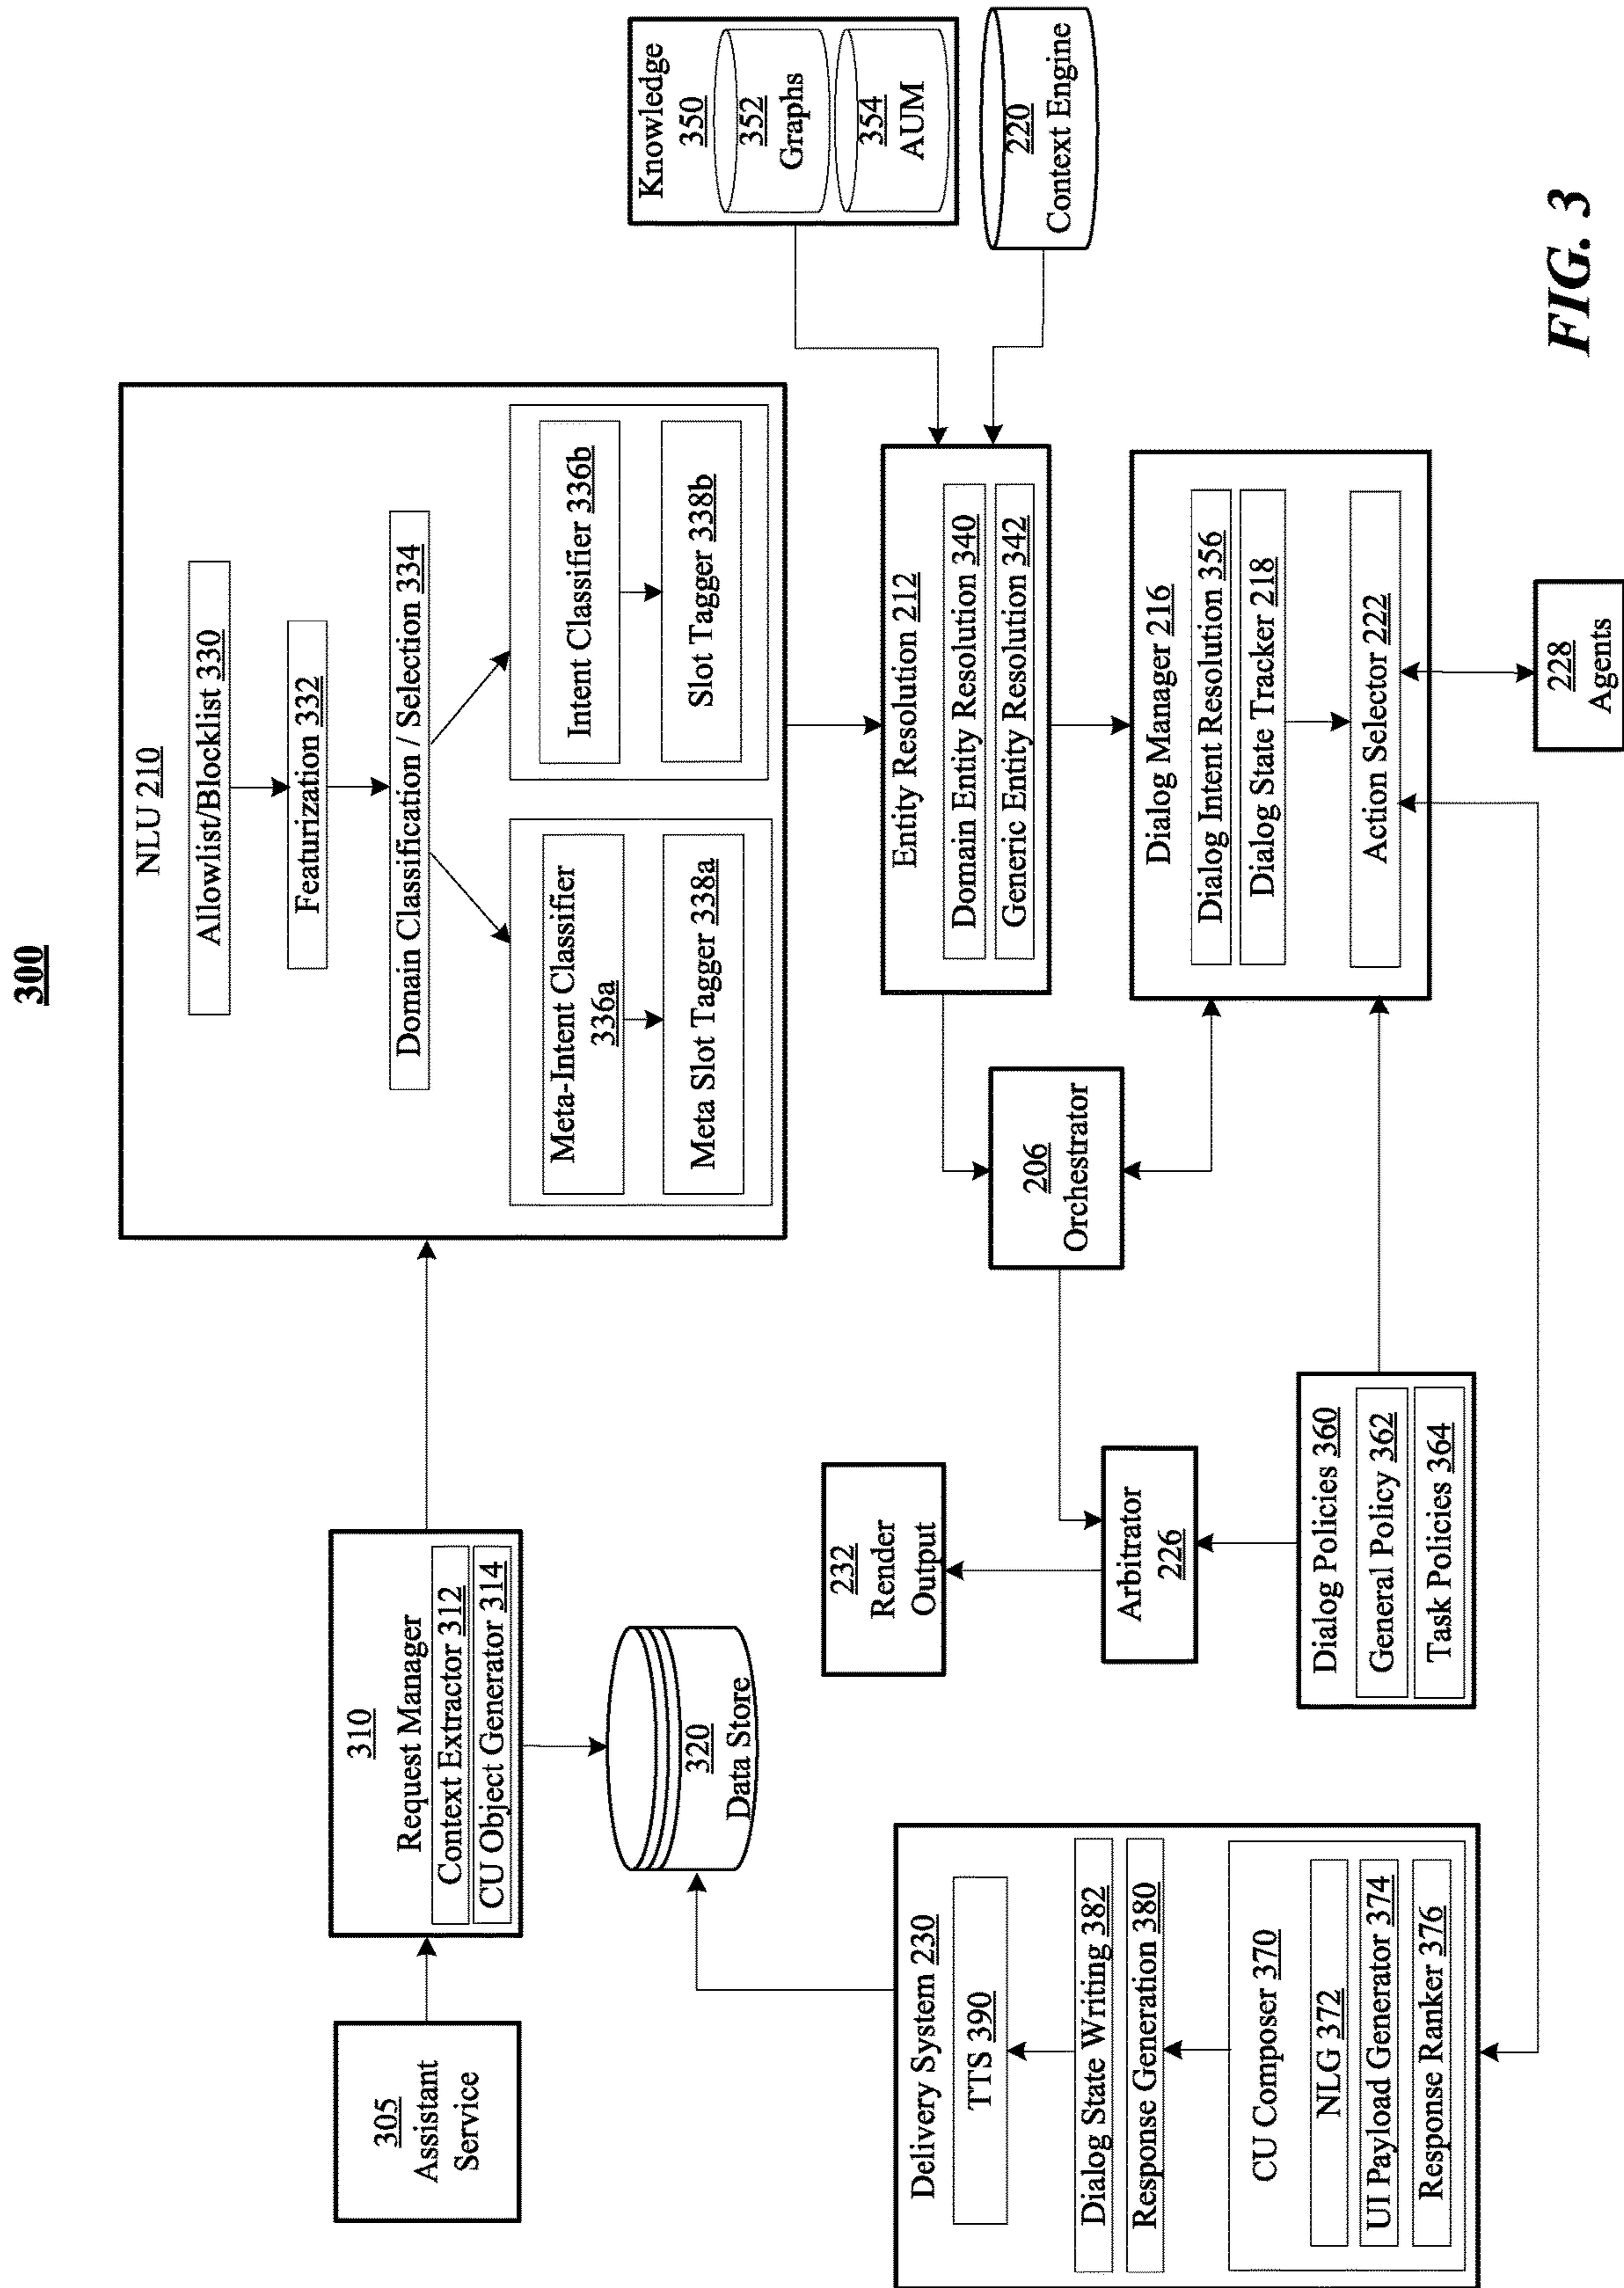 300
305
Assistant
Service
310
Request Manager
Context Extractor 312
CU Object Generator 314
320
Data Store
NLU 210
Allowlist/Blocklist 330
Featurization 332
Domain Classification / Selection 334
Meta-Intent Classifier
336a
Meta Slot Tagger 338a
Intent Classifier 336b
Slot Tagger 338b
Knowledge
350
352
Graphs
354
AUM
220
Context Engine
Entity Resolution 212
Domain Entity Resolution 340
Generic Entity Resolution 342
206
Orchestrator
Dialog Manager 216
Dialog Intent Resolution 356
Dialog State Tracker 218
Action Selector 222
228
Agents
232
Render
Output
Arbitrator
226
Dialog Policies 360
General Policy 362
Task Policies 364
Delivery System 230
TTS 390
Dialog State Writing 382
Response Generation 380
CU Composer 370
NLG 372
UI Payload Generator 374
Response Ranker 376
FIG. 3